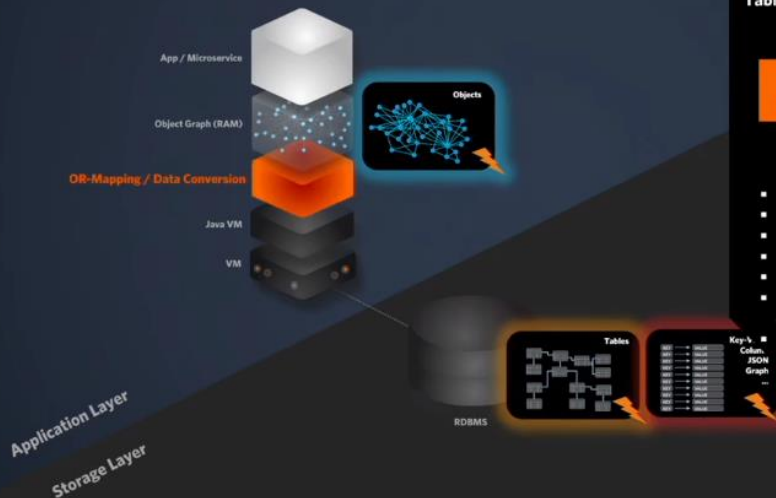 App / Microservice
Object Graph (RAM)
Objects
OR-Mapping / Data Conversion
Java VM
VM
RDBMS
Tables
JSON
Graph
...
Application Layer
Storage Layer